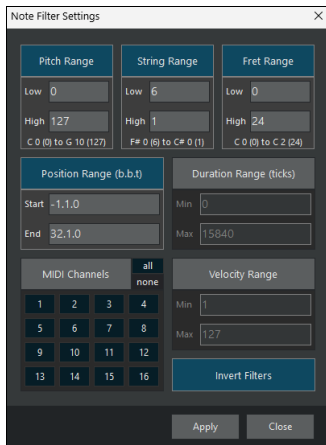 Note Filter Settings
Pitch Range String Range Fret Range
Low 0 Low 6 Low 0
High 127 High 1 High 24
C 0 (0) to G 10 (127) F# 0 (6) to C# 0 (1) C 0 (0) to C 2 (24)
Position Range (b.b.t) Duration Range (ticks)
Start -1.1.0 Min 0
End 32.1.0 Max 15840
MIDI Channels all Velocity Range
none
1 2 3 4 Min 1
5 6 7 8 Max 127
9 10 11 12
13 14 15 16 Invert Filters
Apply Close